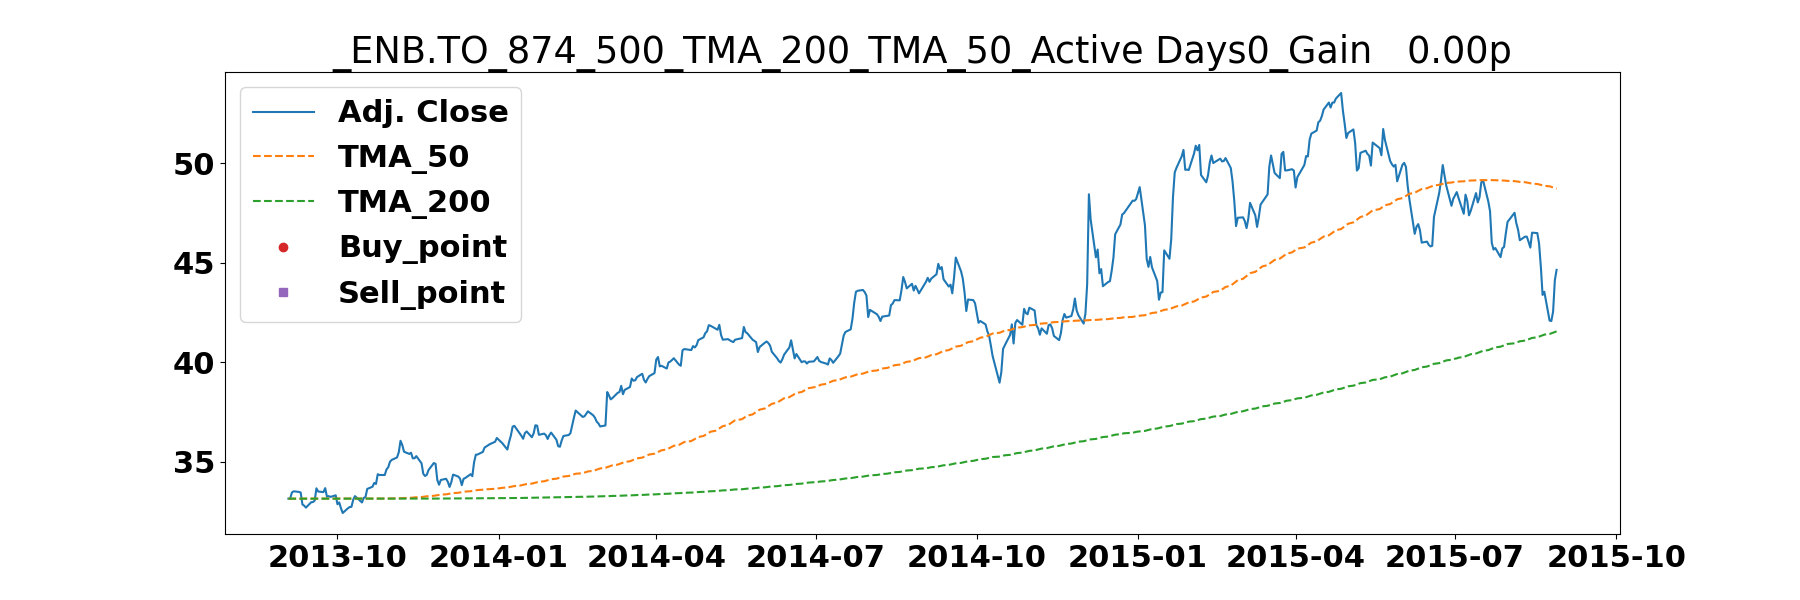 _ENB.TO_874_500_TMA_200_TMA_50_Active Days0_Gain   0.00p
Adj. Close
TMA_50
TMA_200
Buy_point
Sell_point
50
45
40
35
2013-10 2014-01 2014-04 2014-07 2014-10 2015-01 2015-04 2015-07 2015-10